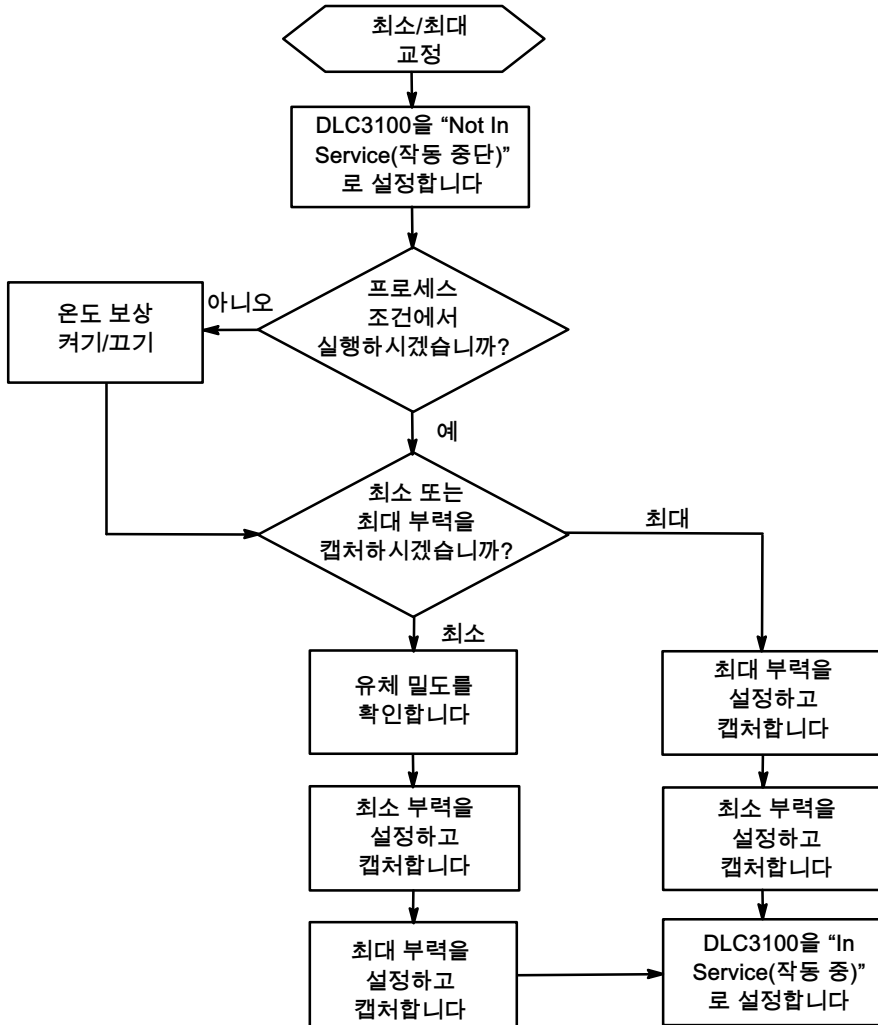 최소/최대
교정
DLC3100을 “Not In
Service(작동 중단)”
로 설정합니다
프로세스
조건에서
실행하시겠습니까?
아니오
온도 보상
켜기/끄기
예
최소 또는
최대 부력을
캡처하시겠습니까?
최대
최소
유체 밀도를
확인합니다
최대 부력을
설정하고
캡처합니다
최소 부력을
설정하고
캡처합니다
최소 부력을
설정하고
캡처합니다
최대 부력을
설정하고
캡처합니다
DLC3100을 “In
Service(작동 중)”
로 설정합니다